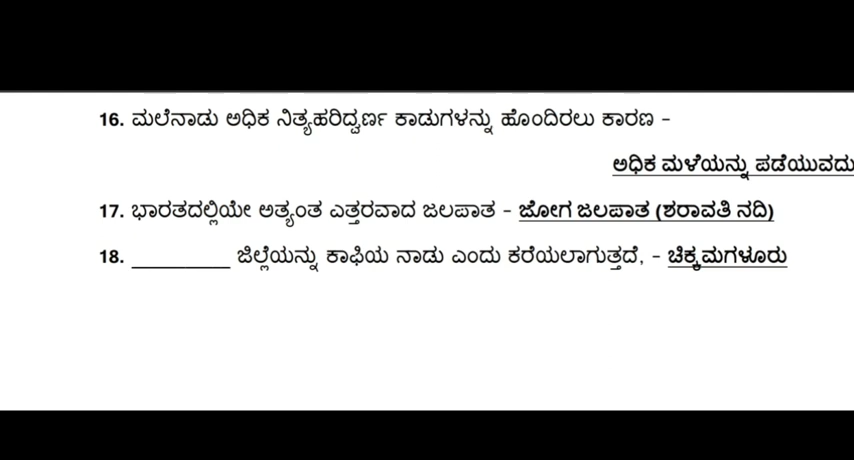 16. ಮಲೆನಾಡು ಅಧಿಕ ನಿತ್ಯಹರಿದ್ವರ್ಣ ಕಾಡುಗಳನ್ನು ಹೊಂದಿರಲು ಕಾರಣ –
ಅಧಿಕ ಮಳೆಯನ್ನು ಪಡೆಯುವದು
17. ಭಾರತದಲ್ಲಿಯೇ ಅತ್ಯಂತ ಎತ್ತರವಾದ ಜಲಪಾತ – ಜೋಗ ಜಲಪಾತ (ಶರಾವತಿ ನದಿ)
18. __________ ಜಿಲ್ಲೆಯನ್ನು ಕಾಫಿಯ ನಾಡು ಎಂದು ಕರೆಯಲಾಗುತ್ತದೆ, – ಚಿಕ್ಕಮಗಳೂರು